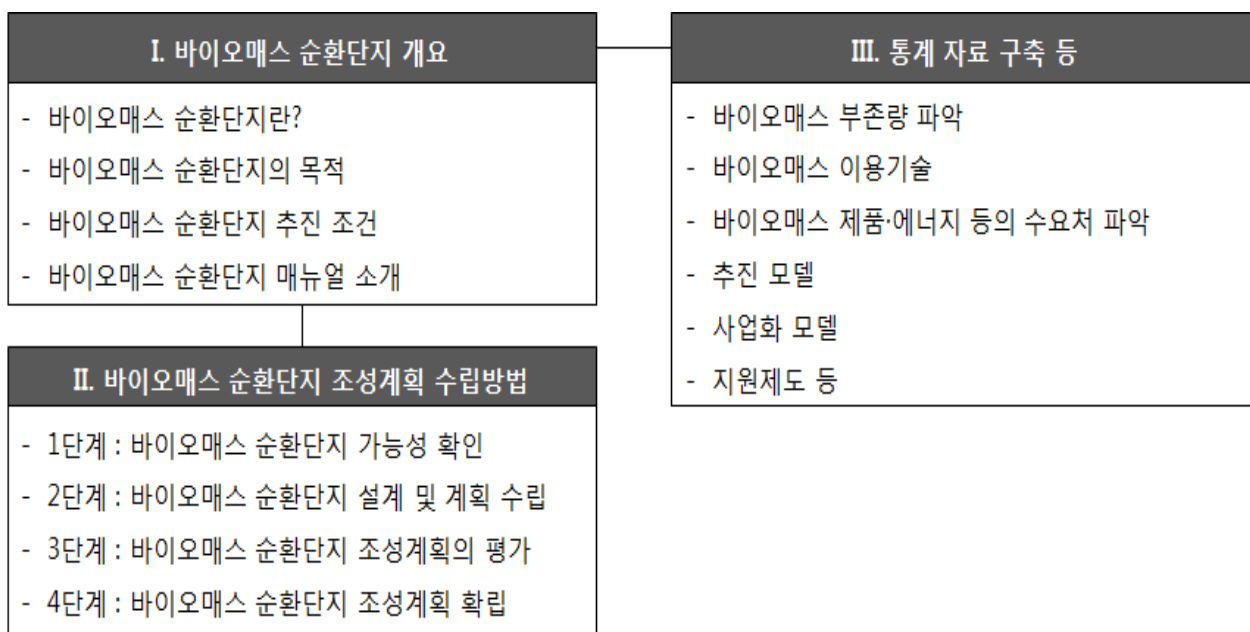 Ⅰ. 바이오매스 순환단지 개요
- 바이오매스 순환단지란?
- 바이오매스 순환단지의 목적
- 바이오매스 순환단지 추진 조건
- 바이오매스 순환단지 매뉴얼 소개
Ⅱ. 바이오매스 순환단지 조성계획 수립방법
- 1단계 : 바이오매스 순환단지 가능성 확인
- 2단계 : 바이오매스 순환단지 설계 및 계획 수립
- 3단계 : 바이오매스 순환단지 조성계획의 평가
- 4단계 : 바이오매스 순환단지 조성계획 확립
Ⅲ. 통계 자료 구축 등
- 바이오매스 부존량 파악
- 바이오매스 이용기술
- 바이오매스 제품·에너지 등의 수요처 파악
- 추진 모델
- 사업화 모델
- 지원제도 등